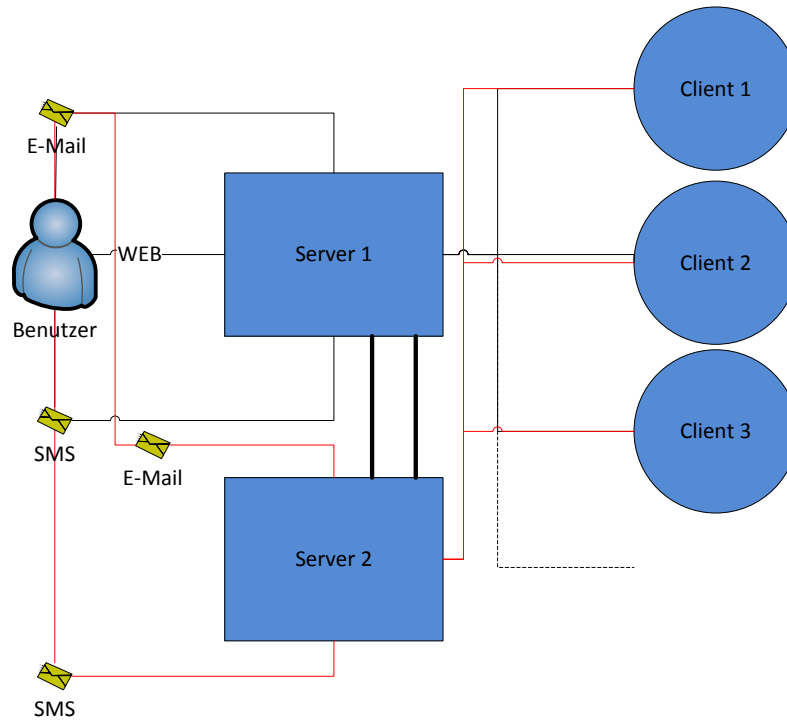 E-Mail
Client 1
WEB
Server 1
Client 2
Benutzer
Client 3
SMS
E-Mail
Server 2
SMS